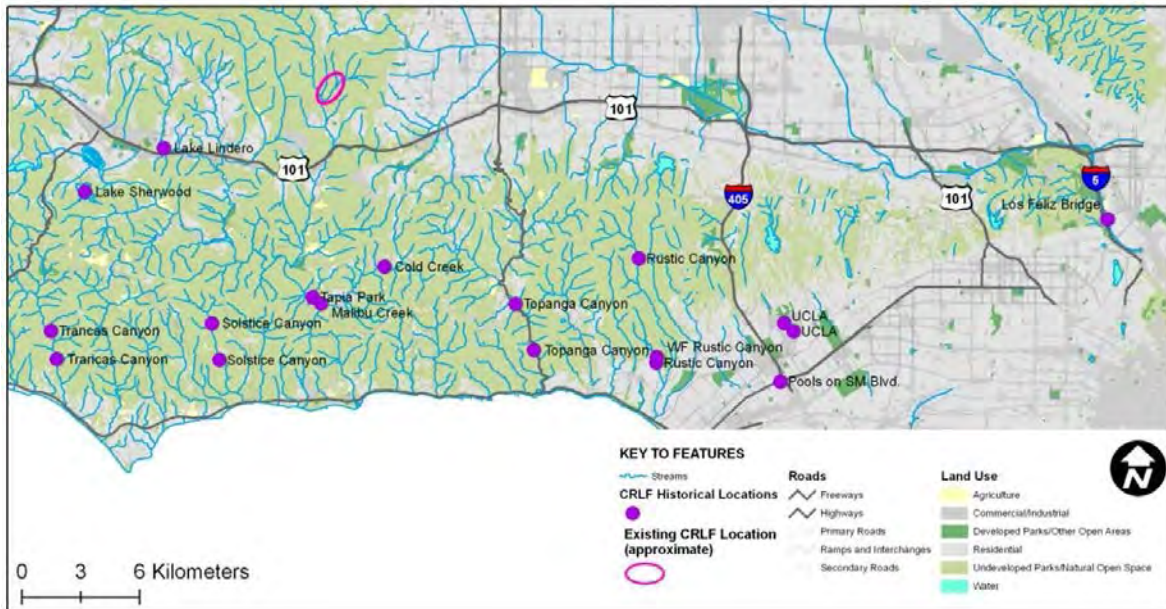 101
Lake Lindero
101
Lake Sherwood
405
101
5
Los Feliz Bridge
Cold Creek
Rustic Canyon
Tapia Park
Malibu Creek
Topanga Canyon
Trancas Canyon
Solstice Canyon
UCLA
UCLA
Trancas Canyon
Solstice Canyon
Topanga Canyon
WF Rustic Canyon
Rustic Canyon
Pools on SM Blvd.
KEY TO FEATURES
Streams
CRLF Historical Locations
Existing CRLF Location
(approximate)
Roads
Freeways
Highways
Primary Roads
Ramps and Interchanges
Secondary Roads
Land Use
Agriculture
Commercial/Industrial
Developed Parks/Other Open Areas
Residential
Undeveloped Parks/Natural Open Space
Water
N
0 3 6 Kilometers